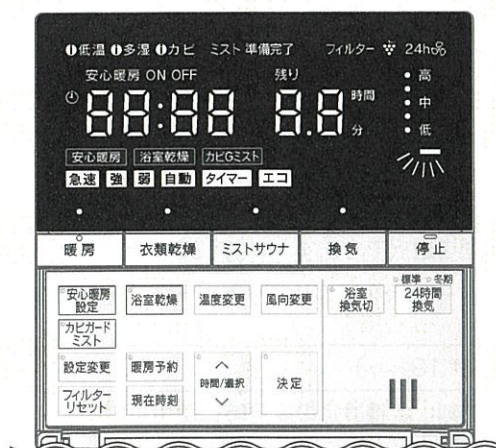 低温 多湿 カビ ミスト 準備完了 フィルター 24h
安心暖房 ON OFF 残り 高
88:88 8.8 時間 中
分 低
安心暖房 浴室乾燥 カビGミスト
急速 強 弱 自動 タイマー エコ
暖房 衣類乾燥 ミストサウナ 換気 停止
標準 冬期
安心暖房設定 浴室乾燥 温度変更 風向変更 浴室換気切 24時間換気
カビガードミスト
設定変更 暖房予約 時間/選択 決定
フィルターリセット 現在時刻